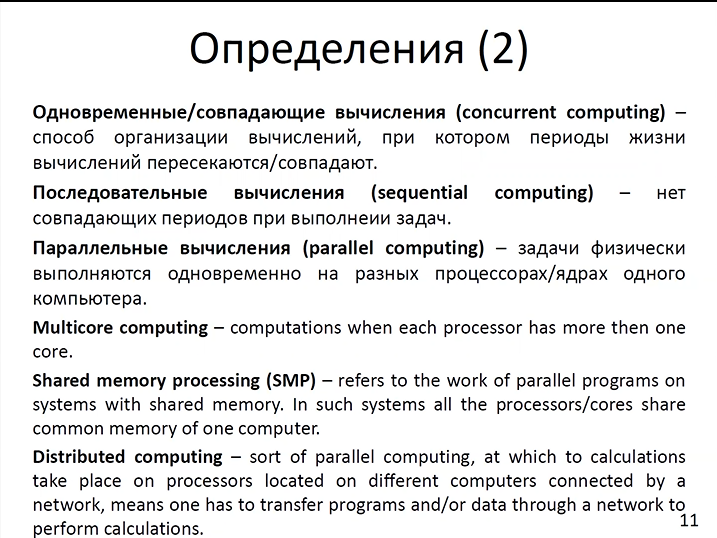 Определения (2)
Одновременные/совпадающие вычисления (concurrent computing) –
способ организации вычислений, при котором периоды жизни
вычислений пересекаются/совпадают.
Последовательные вычисления (sequential computing) – нет
совпадающих периодов при выполнеии задач.
Параллельные вычисления (parallel computing) – задачи физически
выполняются одновременно на разных процессорах/ядрах одного
компьютера.
Multicore computing – computations when each processor has more then one
core.
Shared memory processing (SMP) – refers to the work of parallel programs on
systems with shared memory. In such systems all the processors/cores share
common memory of one computer.
Distributed computing – sort of parallel computing, at which to calculations
take place on processors located on different computers connected by a
network, means one has to transfer programs and/or data through a network to
perform calculations.
11